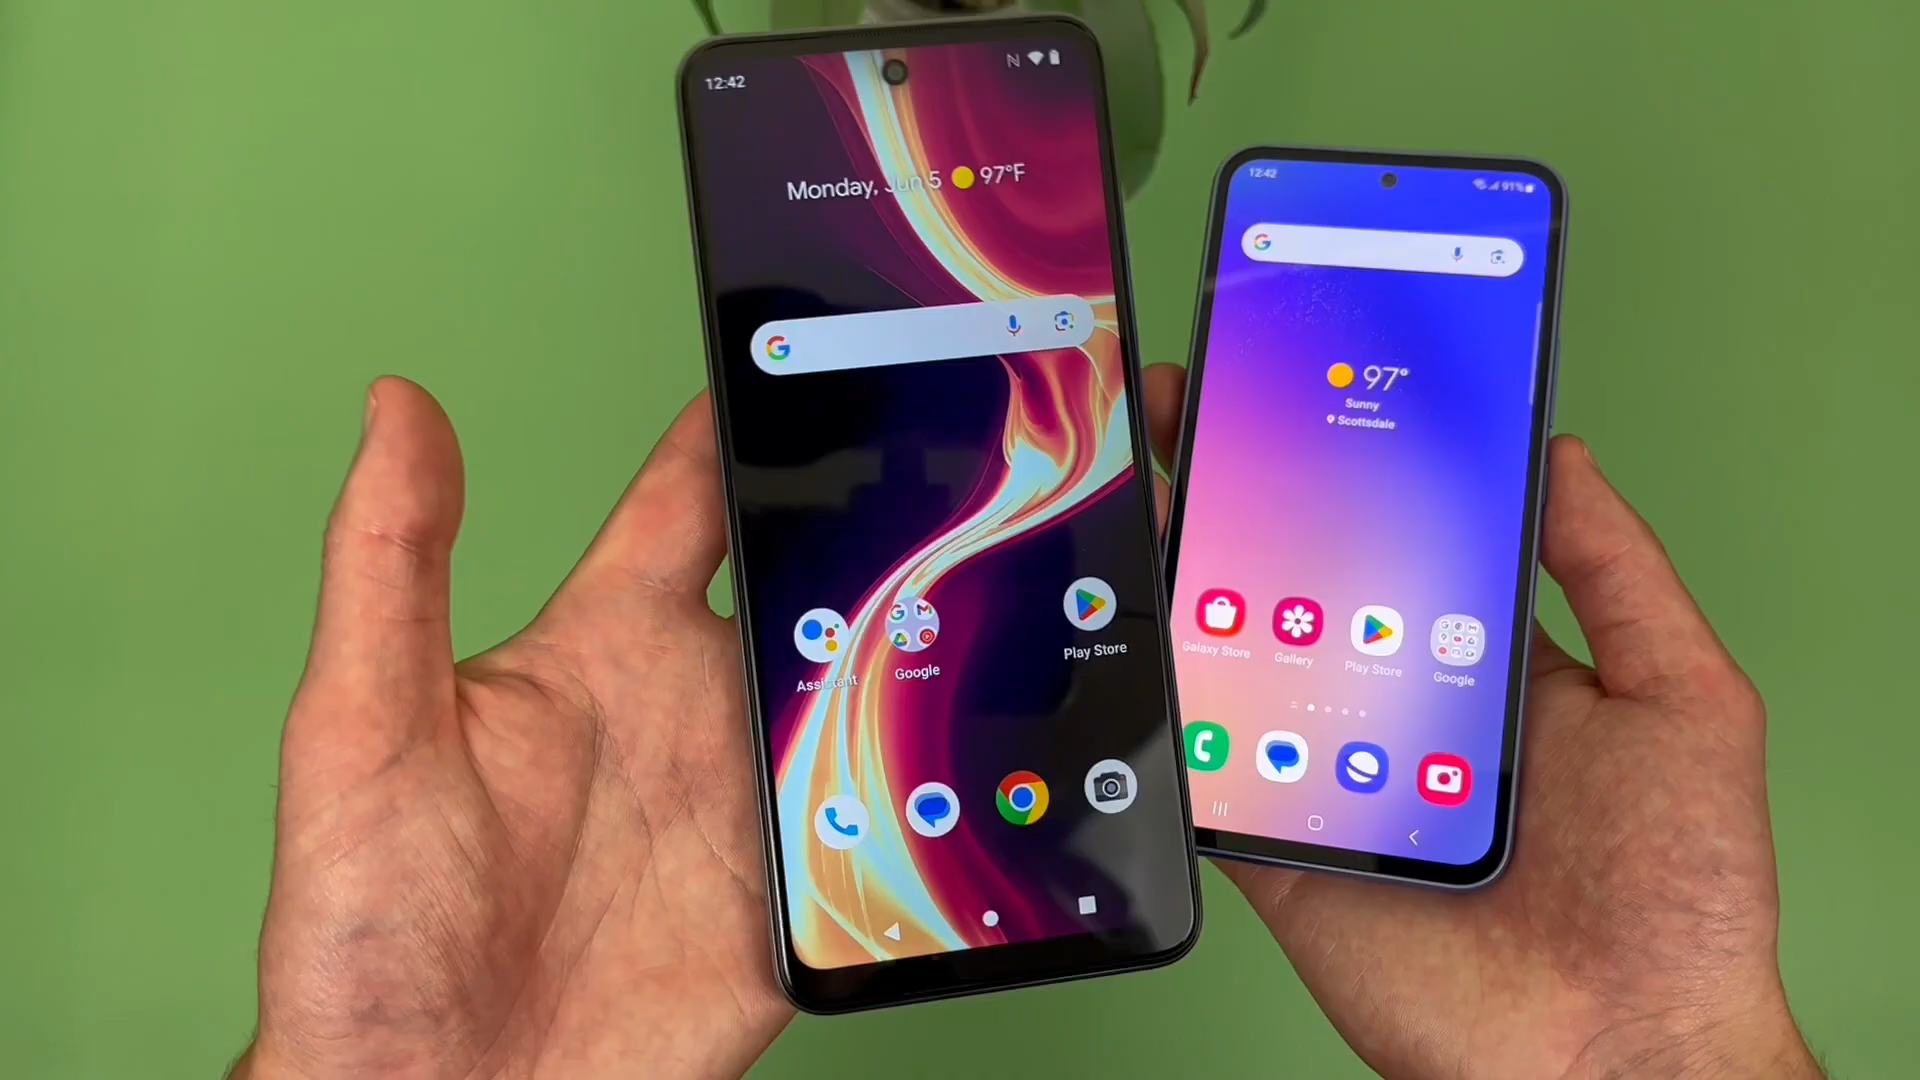 12:42
Monday, Jun 5 97°F
Assistant
Google
Play Store
12:42
91%
97°
Sunny
Scottsdale
Galaxy Store
Gallery
Play Store
Google